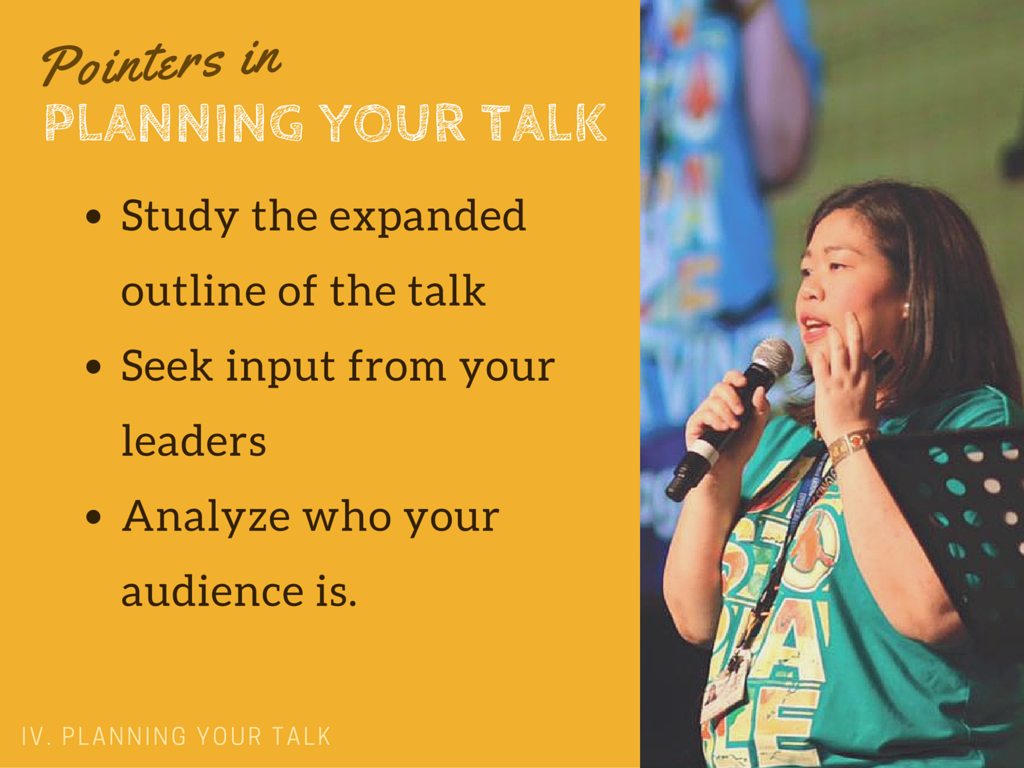 Pointers in
PLANNING YOUR TALK
• Study the expanded
outline of the talk
• Seek input from your
leaders
• Analyze who your
audience is.
IV. PLANNING YOUR TALK